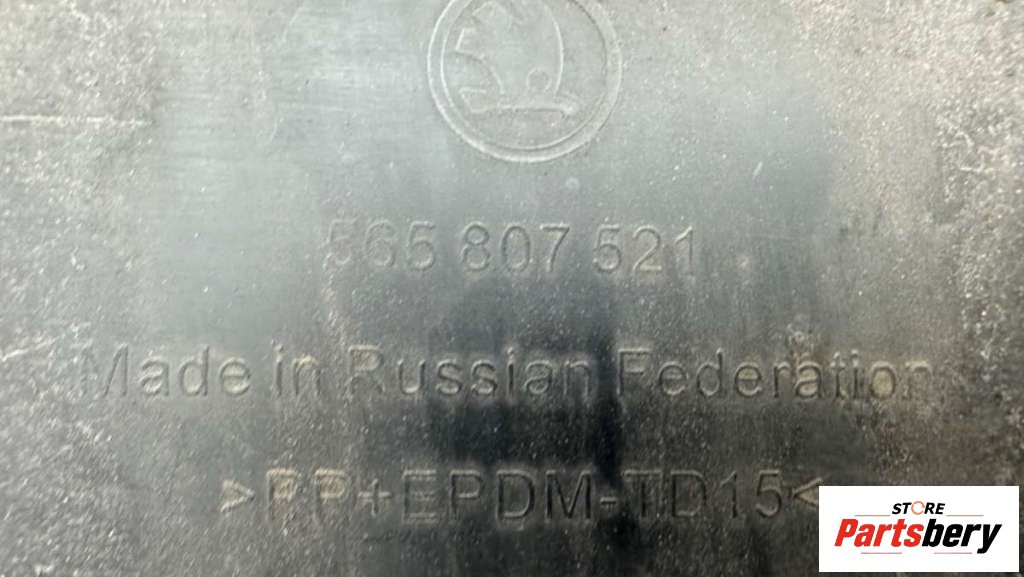 565 807 521
Made in Russian Federation
>PP+EPDM-TD15<
STORE
Partsbery